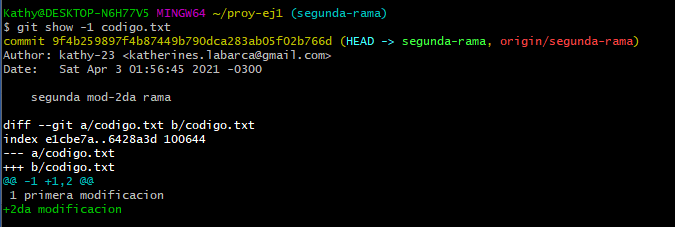 Kathy@DESKTOP-N6H77V5 MINGW64 ~/proy-ej1 (segunda-rama)
$ git show -1 codigo.txt
commit 9f4b259897f4b87449b790dca283ab05f02b766d (HEAD -> segunda-rama, origin/segunda-rama)
Author: kathy-23 <katherines.labarca@gmail.com>
Date:   Sat Apr 3 01:56:45 2021 -0300

    segunda mod-2da rama

diff --git a/codigo.txt b/codigo.txt
index e1cbe7a..6428a3d 100644
--- a/codigo.txt
+++ b/codigo.txt
@@ -1 +1,2 @@
 1 primera modificacion
+2da modificacion